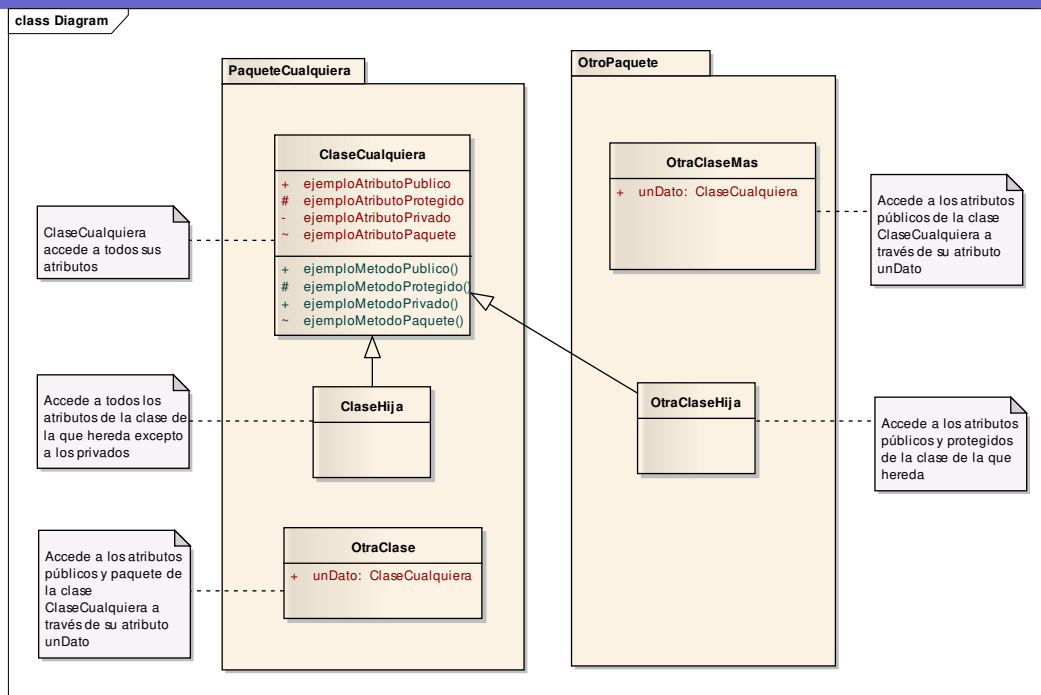 class Diagram
PaqueteCualquiera
ClaseCualquiera
+ ejemploAtributoPublico
# ejemploAtributoProtegido
- ejemploAtributoPrivado
~ ejemploAtributoPaquete
+ ejemploMetodoPublico()
# ejemploMetodoProtegido()
+ ejemploMetodoPrivado()
~ ejemploMetodoPaquete()
ClaseCualquiera
accede a todos sus
atributos
ClaseHija
Accede a todos los
atributos de la clase de
la que hereda excepto
a los privados
OtraClase
+ unDato: ClaseCualquiera
Accede a los atributos
públicos y paquete de
la clase
ClaseCualquiera a
través de su atributo
unDato
OtroPaquete
OtraClaseMas
+ unDato: ClaseCualquiera
Accede a los atributos
públicos de la clase
ClaseCualquiera a
través de su atributo
unDato
OtraClaseHija
Accede a los atributos
públicos y protegidos
de la clase de la que
hereda